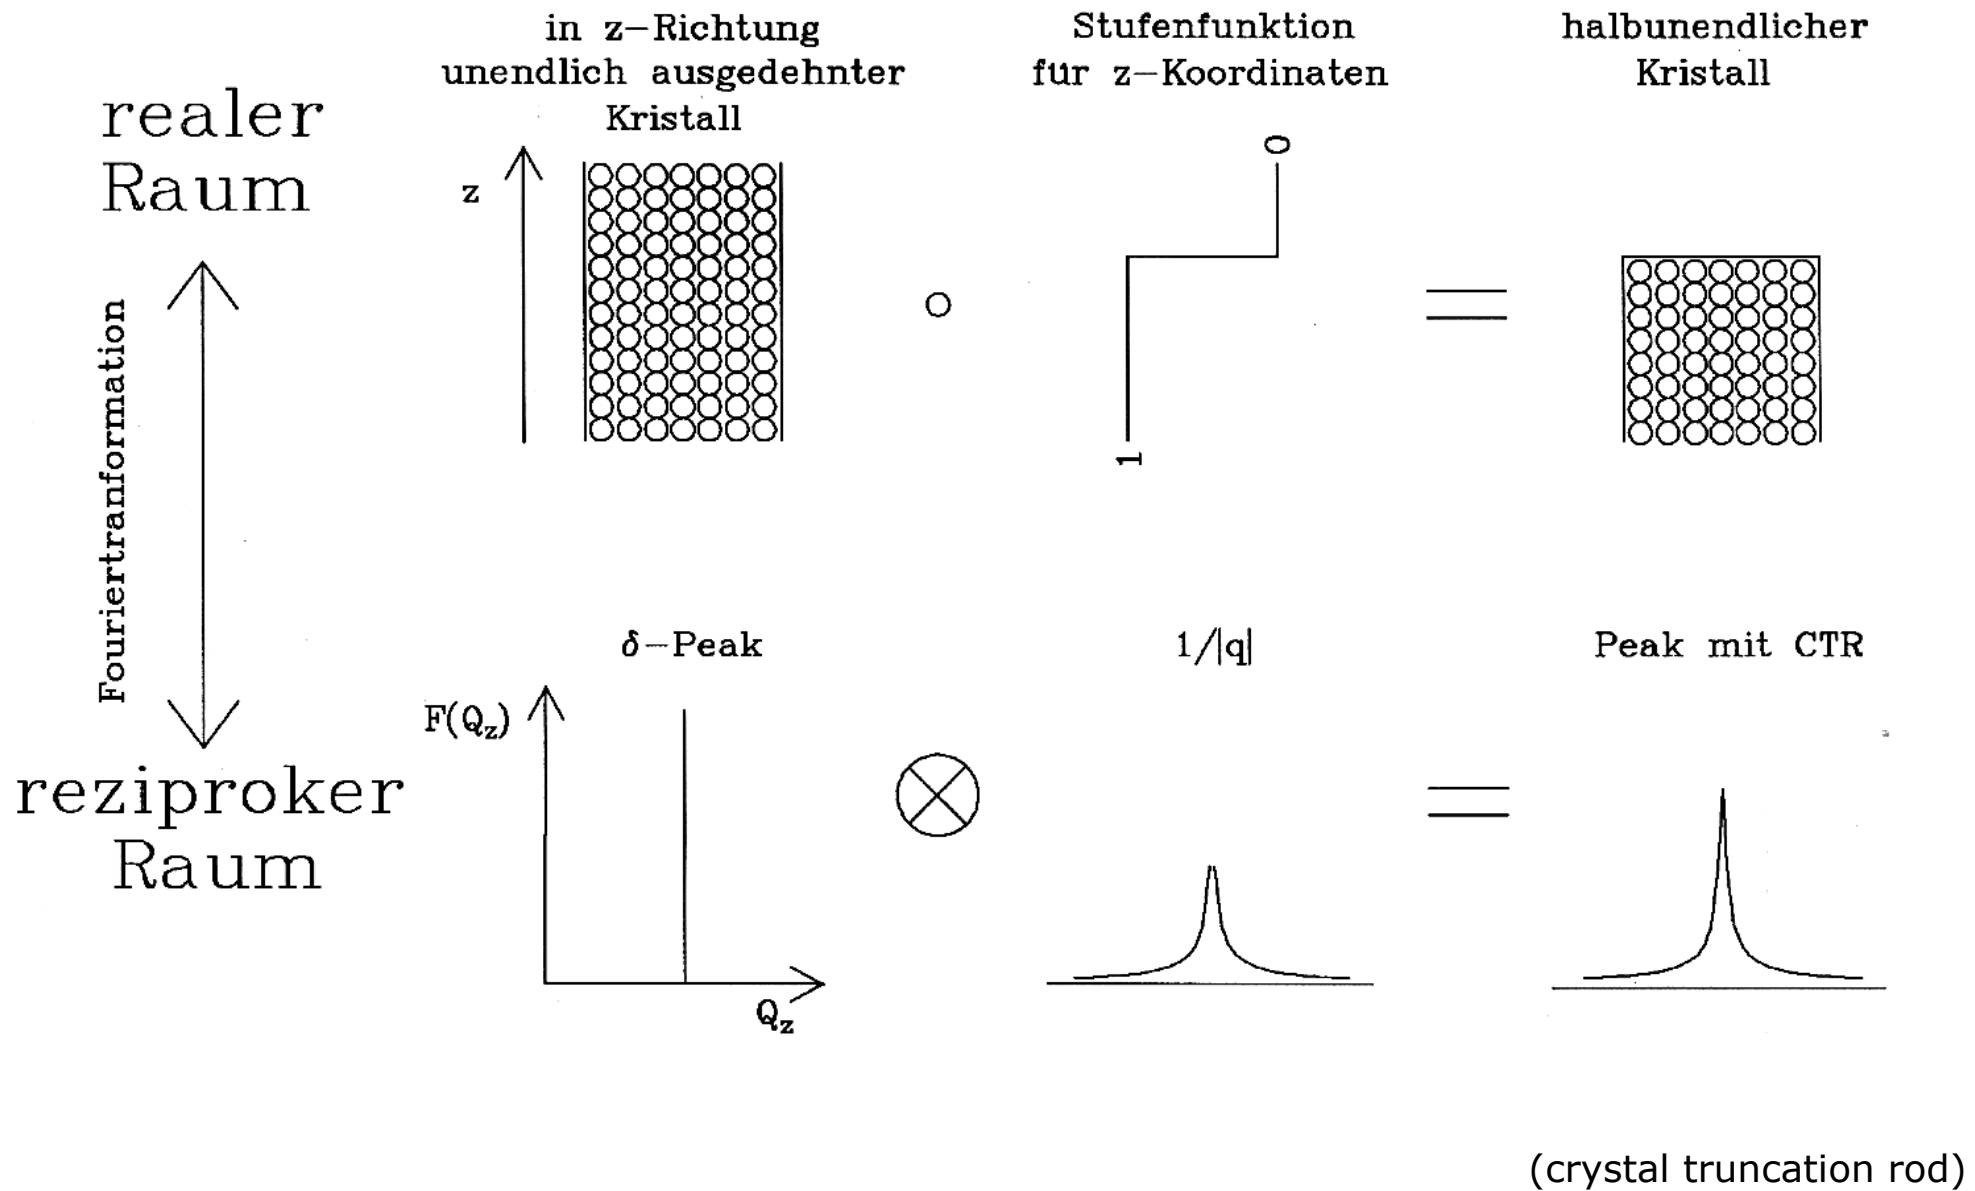 in z−Richtung
unendlich ausgedehnter
Kristall
Stufenfunktion
für z−Koordinaten
halbunendlicher
Kristall
realer
Raum
z
0
1
Fouriertranformation
reziproker
Raum
δ−Peak
F(Q_z)
Q_z
1/|q|
Peak mit CTR
(crystal truncation rod)